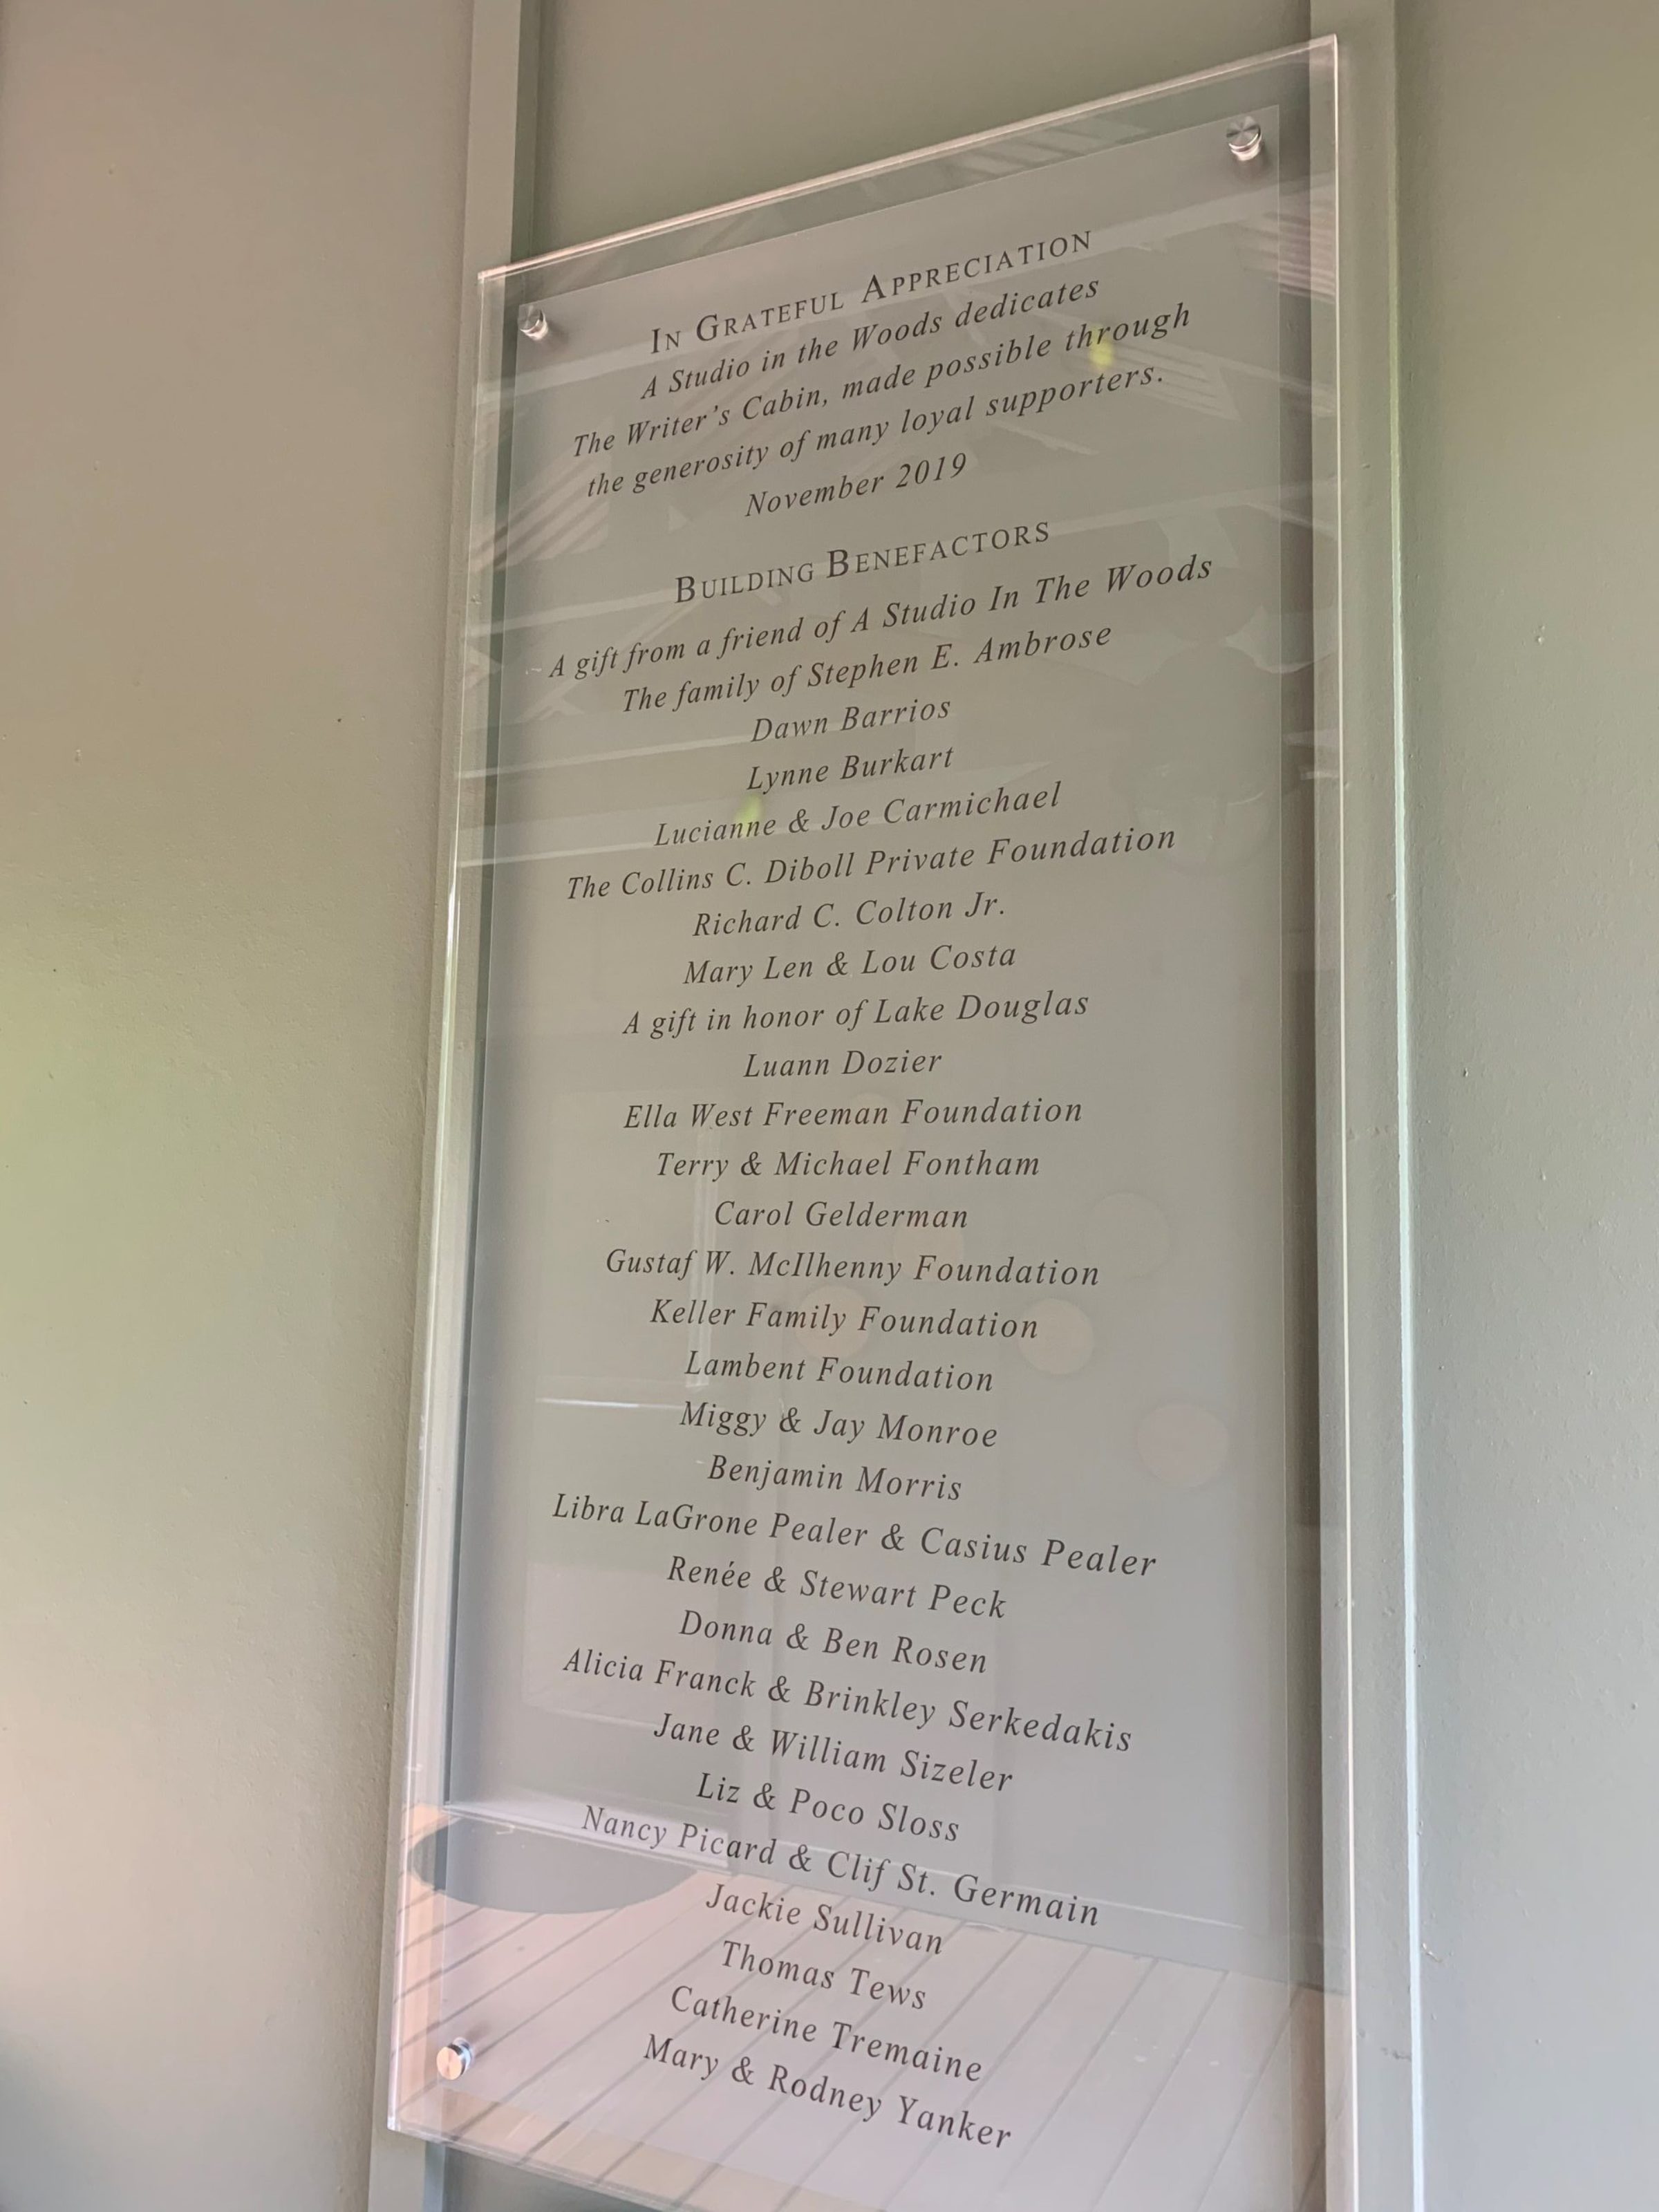 In Grateful Appreciation
A Studio in the Woods dedicates
The Writer's Cabin, made possible through
the generosity of many loyal supporters.
November 2019
Building Benefactors
A gift from a friend of A Studio In The Woods
The family of Stephen E. Ambrose
Dawn Barrios
Lynne Burkart
Lucianne & Joe Carmichael
The Collins C. Diboll Private Foundation
Richard C. Colton Jr.
Mary Len & Lou Costa
A gift in honor of Lake Douglas
Luann Dozier
Ella West Freeman Foundation
Terry & Michael Fontham
Carol Gelderman
Gustaf W. McIlhenny Foundation
Keller Family Foundation
Lambent Foundation
Miggy & Jay Monroe
Benjamin Morris
Libra LaGrone Pealer & Casius Pealer
Renée & Stewart Peck
Donna & Ben Rosen
Alicia Franck & Brinkley Serkedakis
Jane & William Sizeler
Liz & Poco Sloss
Nancy Picard & Clif St. Germain
Jackie Sullivan
Thomas Tews
Catherine Tremaine
Mary & Rodney Yanker